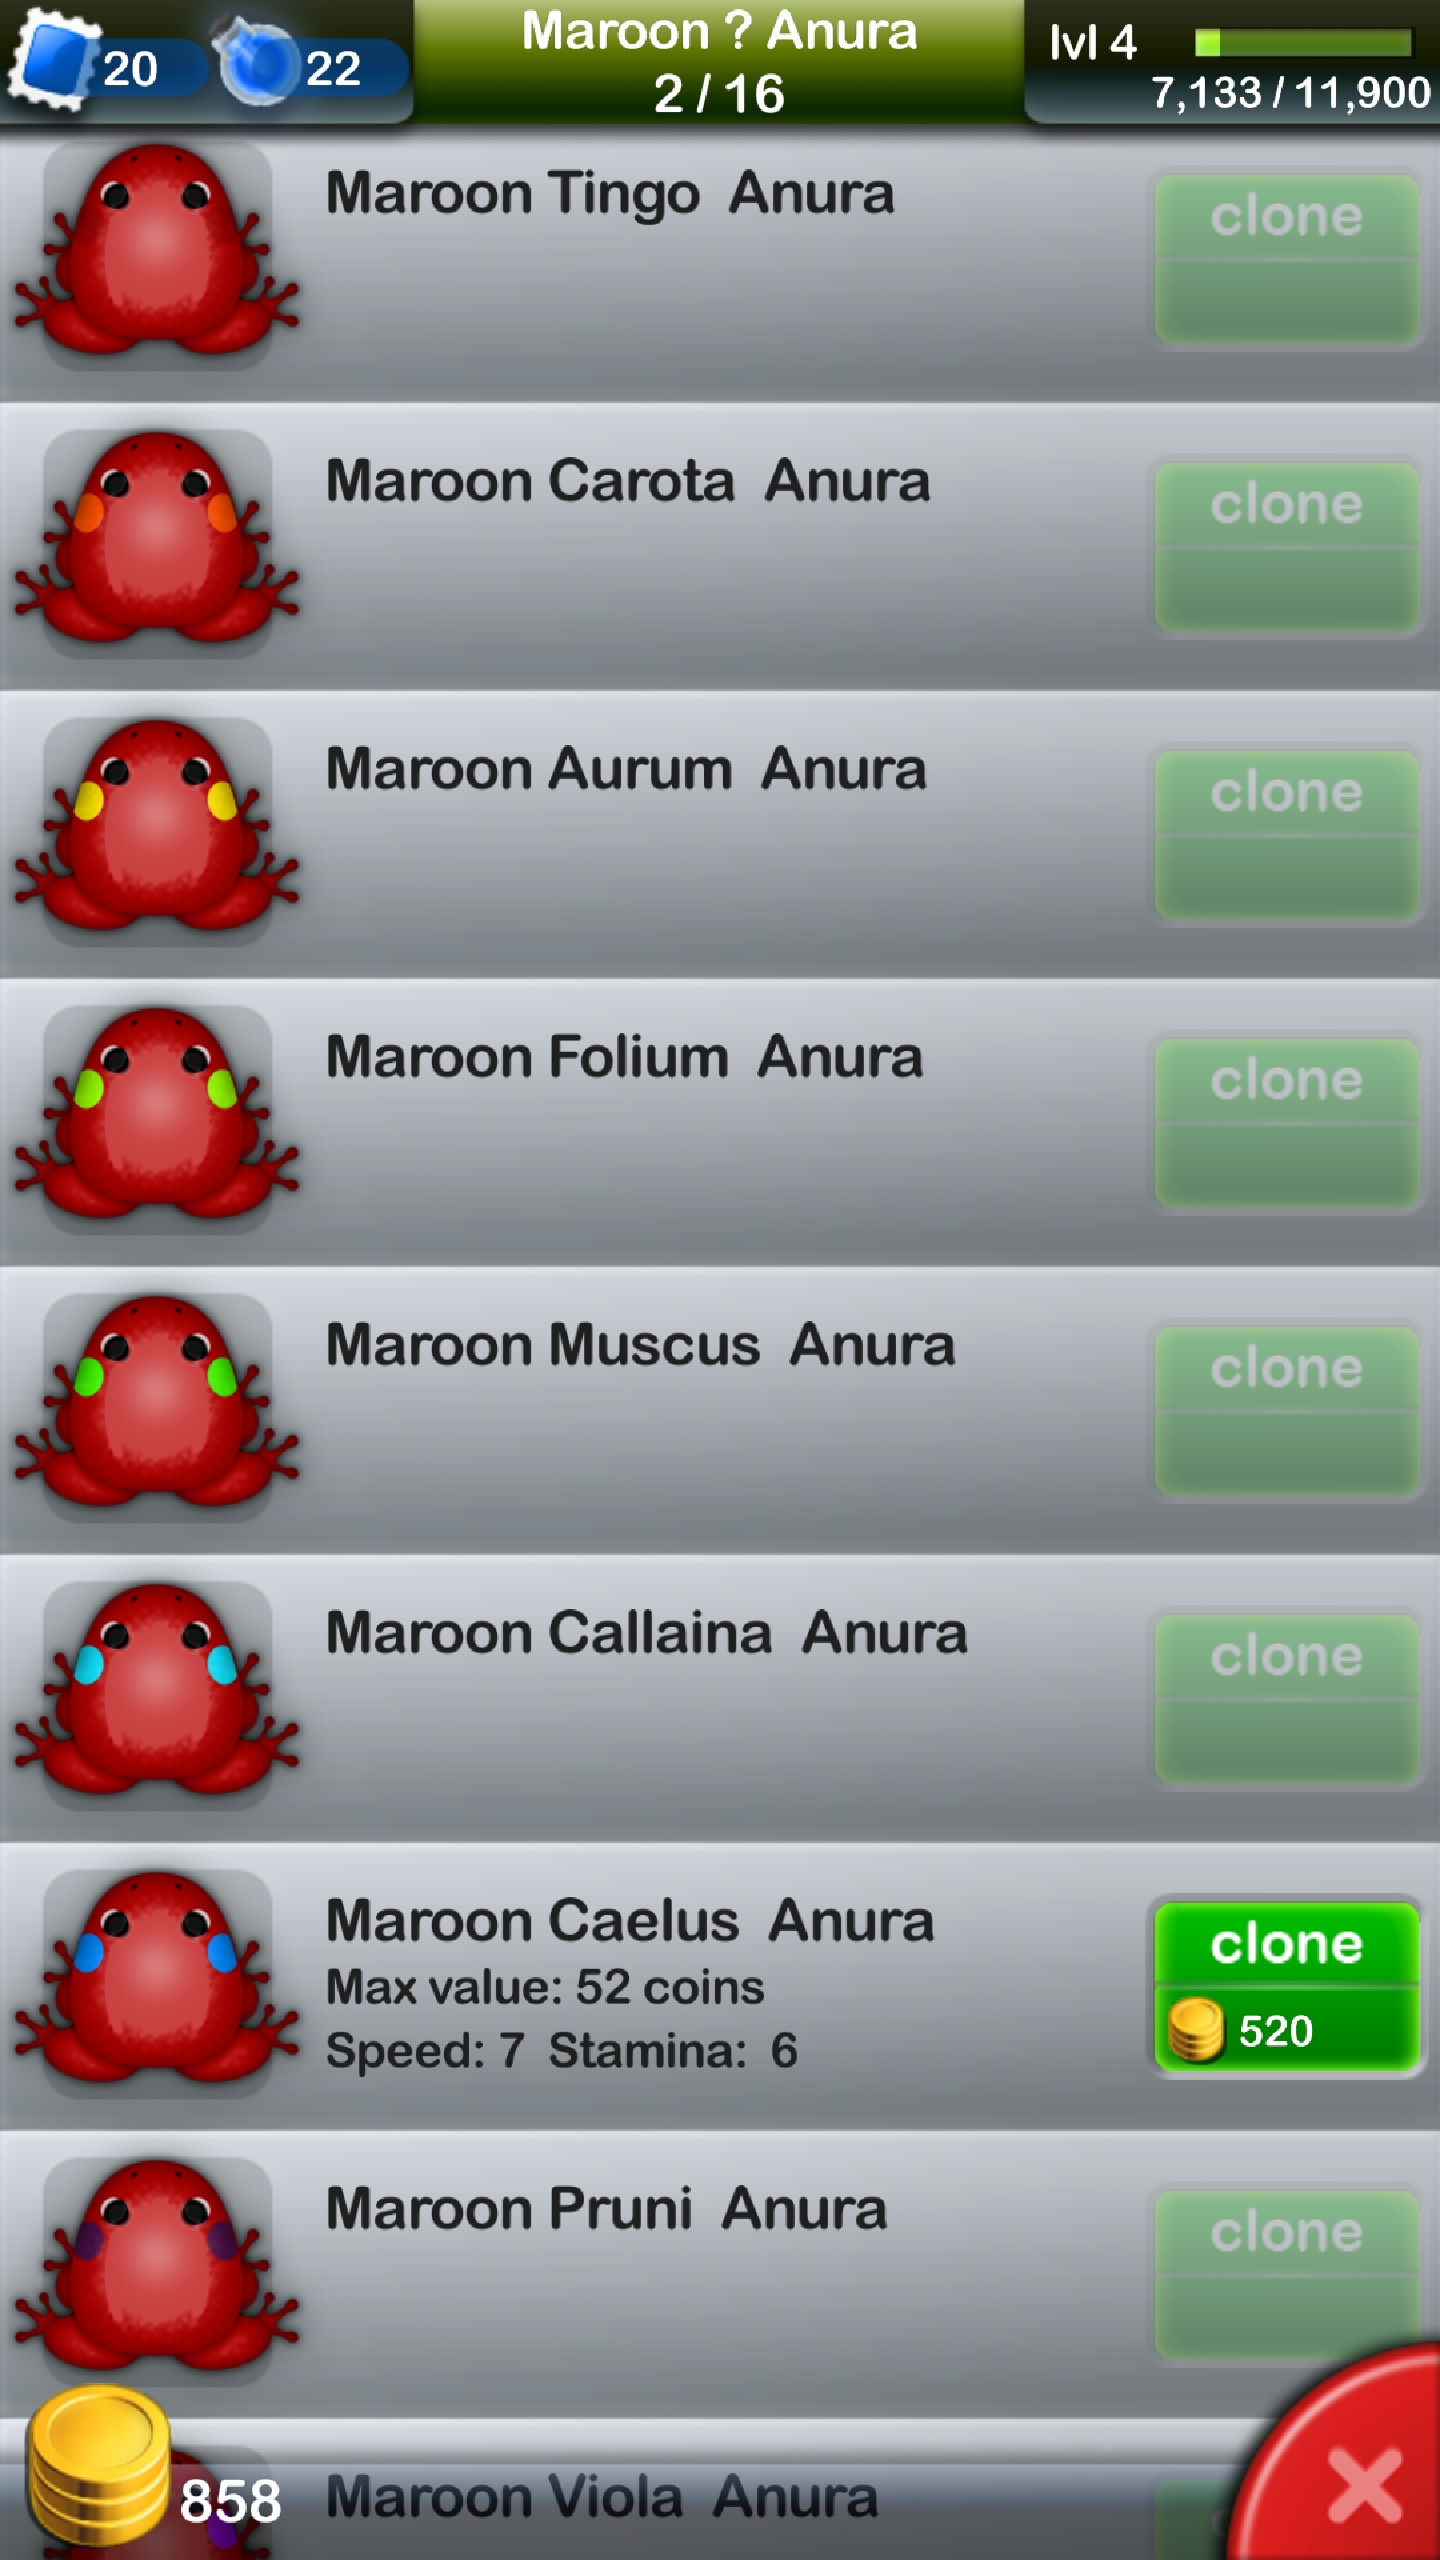 20
22
Maroon ? Anura
2 / 16
lvl 4
7,133 / 11,900
Maroon Tingo Anura
clone
Maroon Carota Anura
clone
Maroon Aurum Anura
clone
Maroon Folium Anura
clone
Maroon Muscus Anura
clone
Maroon Callaina Anura
clone
Maroon Caelus Anura
Max value: 52 coins
Speed: 7 Stamina: 6
clone
520
Maroon Pruni Anura
clone
858
Maroon Viola Anura